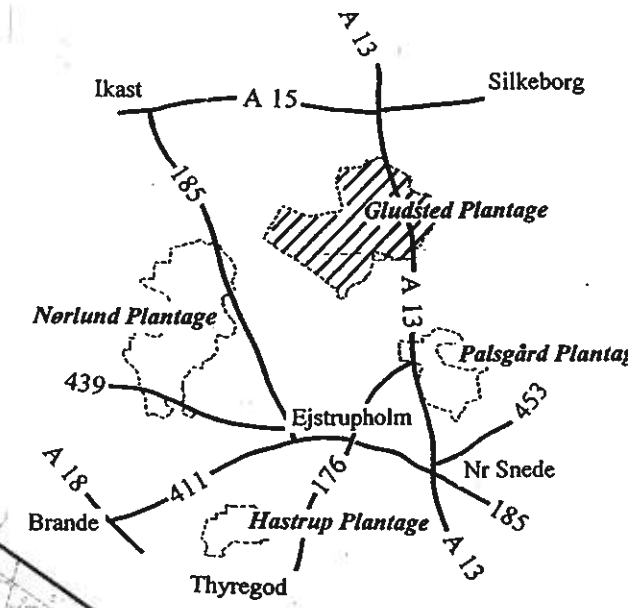 A 13
Ikast
A 15
Silkeborg
185
Gludsted Plantage
Nørlund Plantage
A 13
Palsgård Plantag
439
Ejstrupholm
453
A 18
411
176
Nr Snede
185
Brande
Hastrup Plantage
A 13
Thyregod